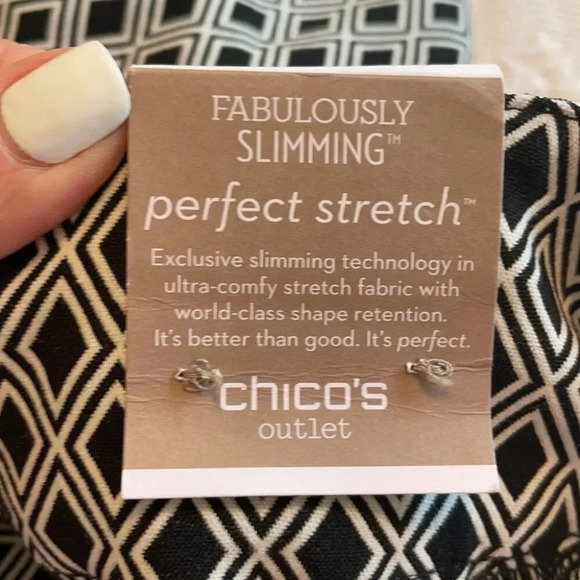 FABULOUSLY
SLIMMING™
perfect stretch™
Exclusive slimming technology in
ultra-comfy stretch fabric with
world-class shape retention.
It's better than good. It's perfect.
chico's
outlet